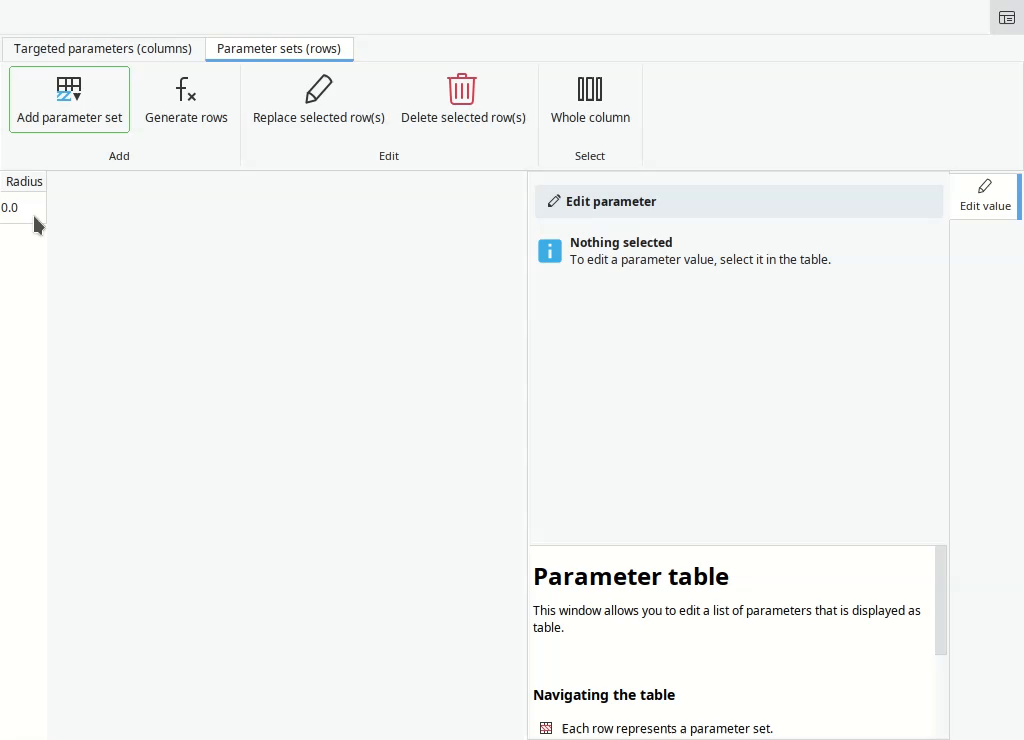 Targeted parameters (columns)
Parameter sets (rows)
Add parameter set
Generate rows
Replace selected row(s)
Delete selected row(s)
Whole column
Add
Edit
Select
Radius
0.0
Edit parameter
Nothing selected
To edit a parameter value, select it in the table.
Edit value
Parameter table
This window allows you to edit a list of parameters that is displayed as
table.
Navigating the table
Each row represents a parameter set.